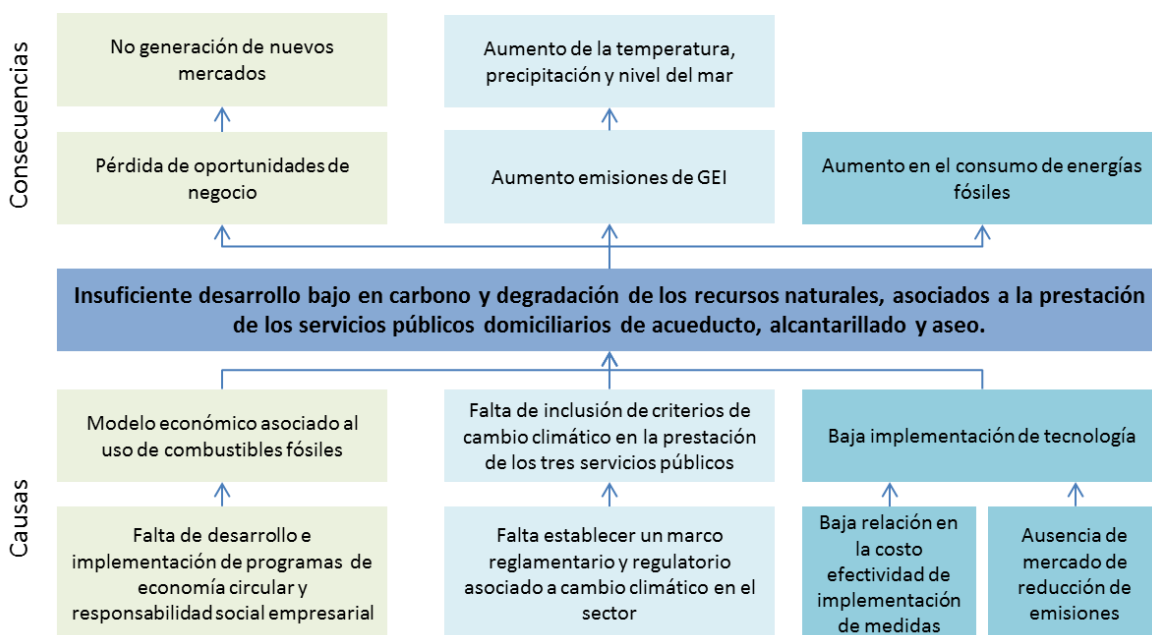 Consecuencias
No generación de nuevos
mercados
Aumento de la temperatura,
precipitación y nivel del mar
Pérdida de oportunidades de
negocio
Aumento emisiones de GEI
Aumento en el consumo de energías
fósiles
Insuficiente desarrollo bajo en carbono y degradación de los recursos naturales, asociados a la prestación
de los servicios públicos domiciliarios de acueducto, alcantarillado y aseo.
Causas
Modelo económico asociado al
uso de combustibles fósiles
Falta de inclusión de criterios de
cambio climático en la prestación
de los tres servicios públicos
Baja implementación de tecnología
Falta de desarrollo e
implementación de programas de
economía circular y
responsabilidad social empresarial
Falta establecer un marco
reglamentario y regulatorio
asociado a cambio climático en el
sector
Baja relación en
la costo
efectividad de
implementación
de medidas
Ausencia de
mercado de
reducción de
emisiones